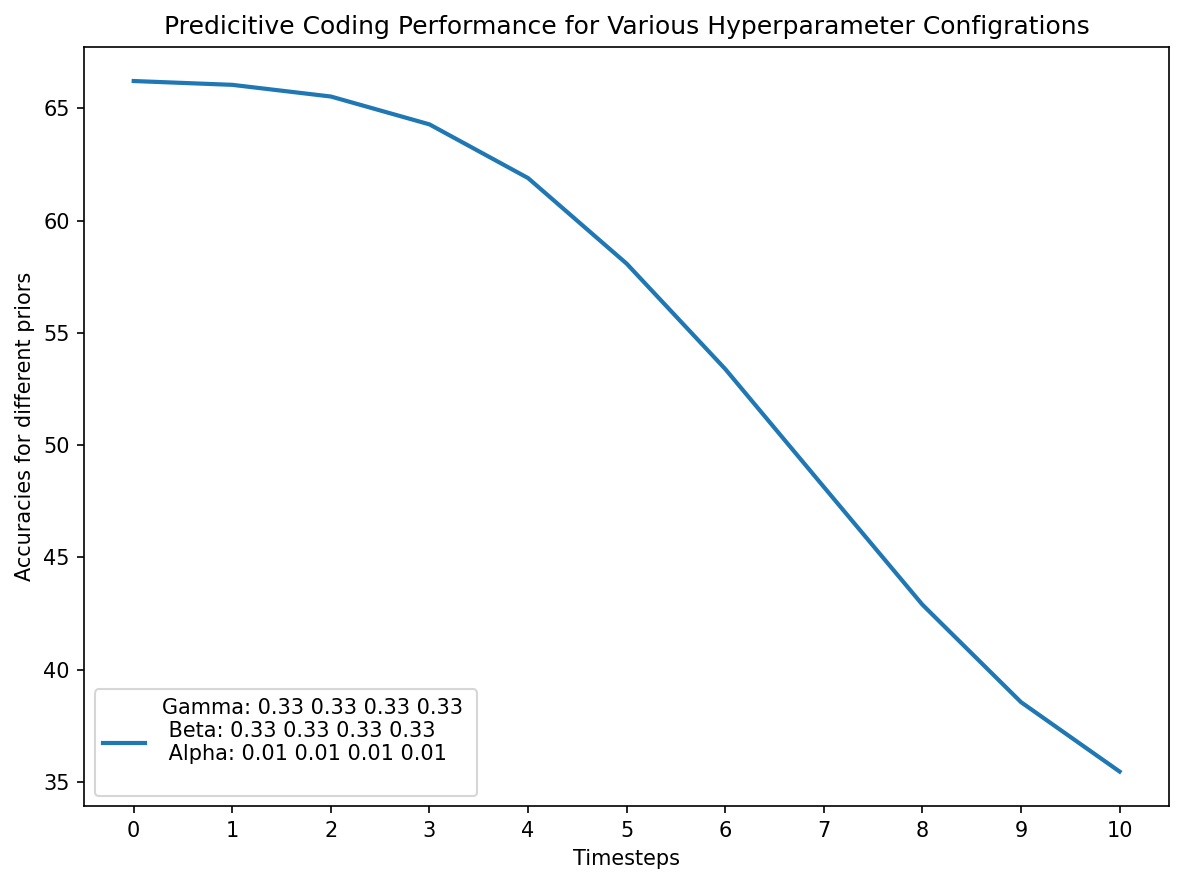 Predicitive Coding Performance for Various Hyperparameter Configrations
Accuracies for different priors
65
60
55
50
45
40
35
Gamma: 0.33 0.33 0.33 0.33
Beta: 0.33 0.33 0.33 0.33
Alpha: 0.01 0.01 0.01 0.01
0 1 2 3 4 5 6 7 8 9 10
Timesteps